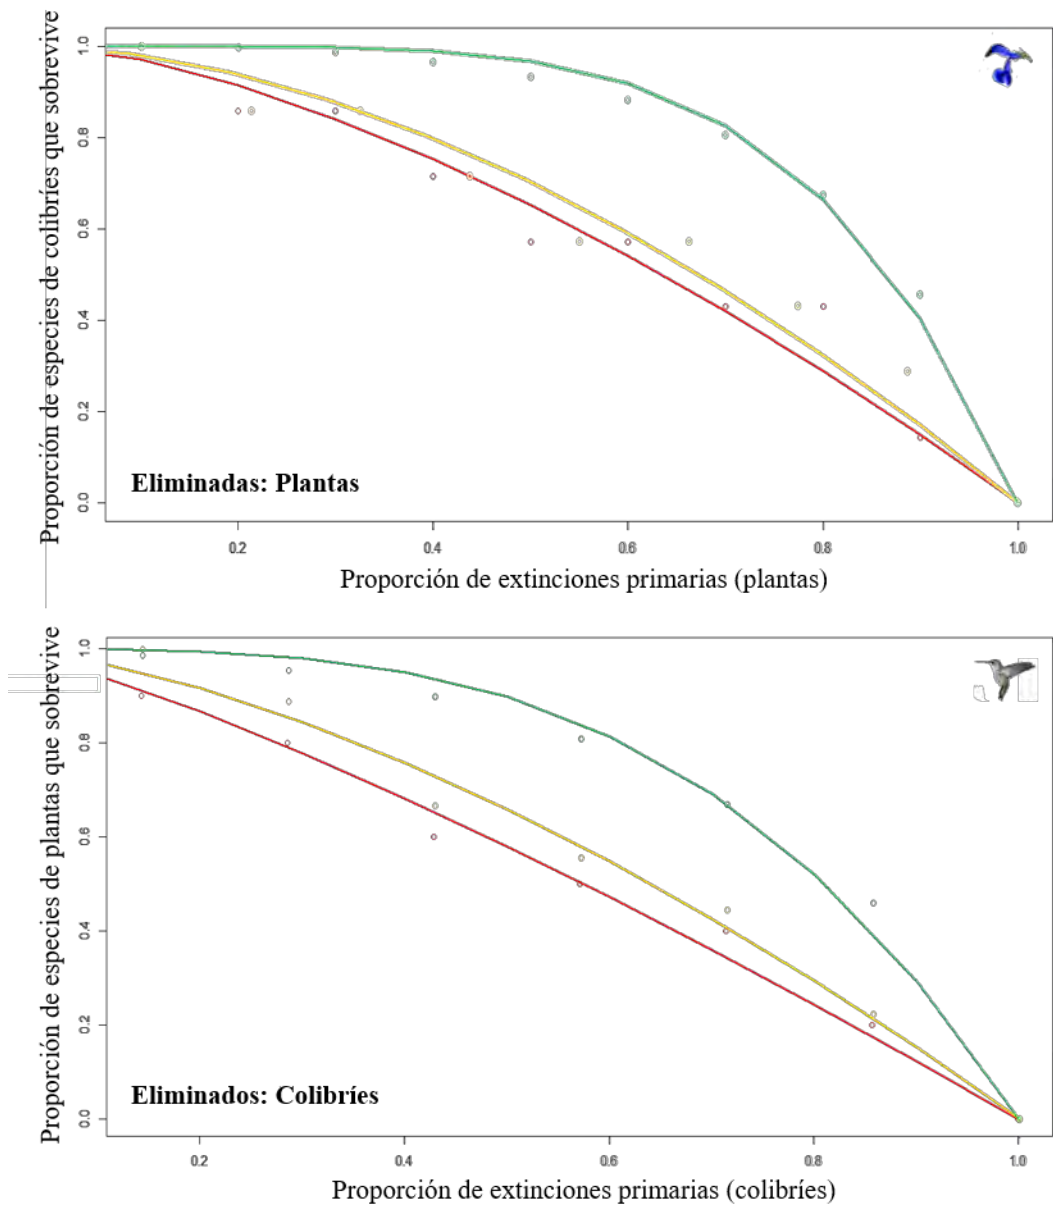 Proporción de especies de colibríes que sobrevive
1.0
0.8
0.6
0.4
0.2
0.0
Eliminadas: Plantas
0.2 0.4 0.6 0.8 1.0
Proporción de extinciones primarias (plantas)
Proporción de especies de plantas que sobrevive
1.0
0.8
0.6
0.4
0.2
0.0
Eliminados: Colibríes
0.2 0.4 0.6 0.8 1.0
Proporción de extinciones primarias (colibríes)